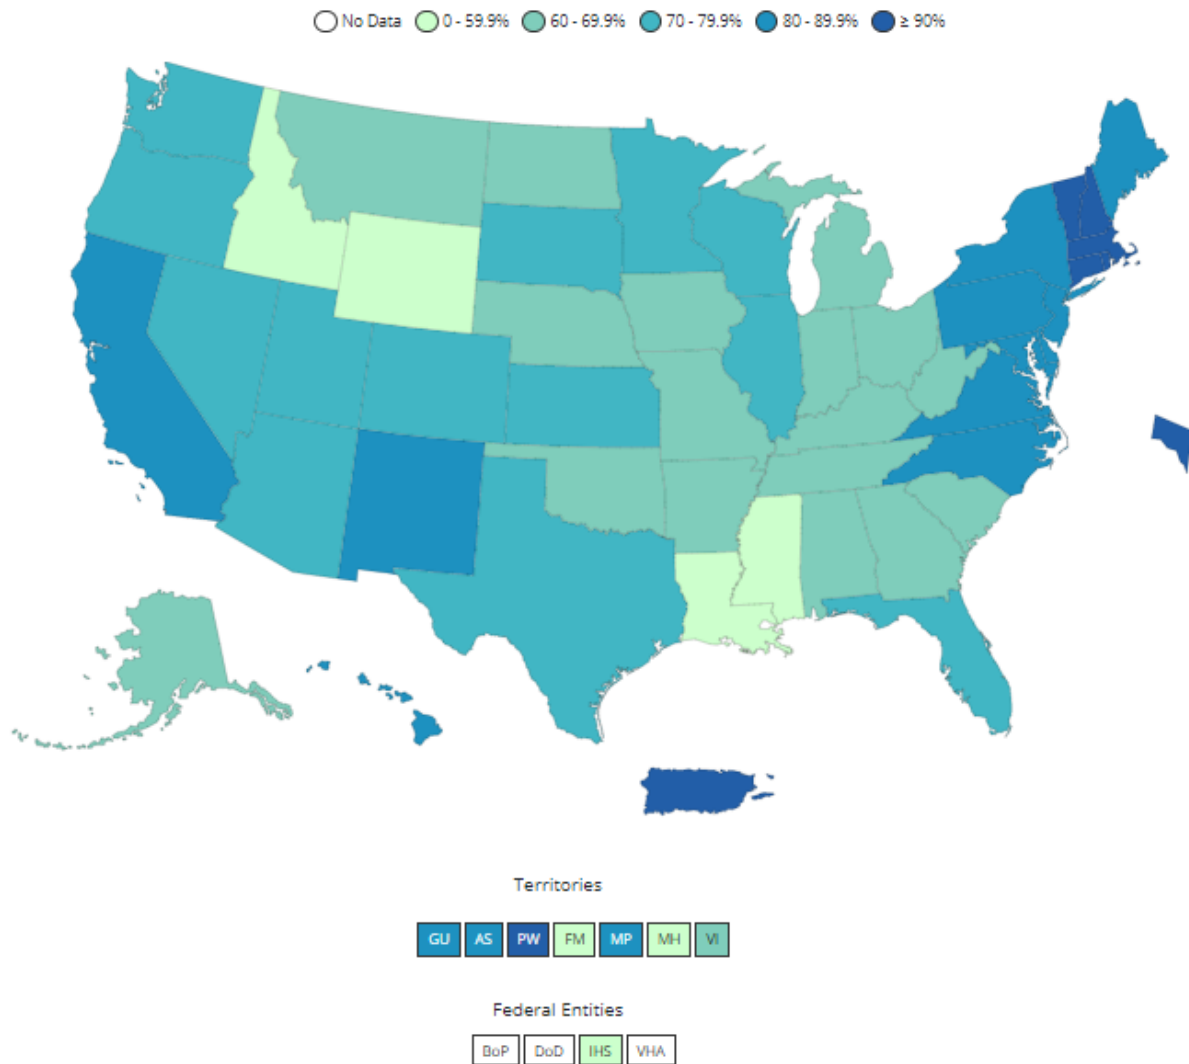 No Data 0 - 59.9% 60 - 69.9% 70 - 79.9% 80 - 89.9% ≥ 90%
Territories
GU AS PW FM MP MH VI
Federal Entities
BoP DoD IHS VHA